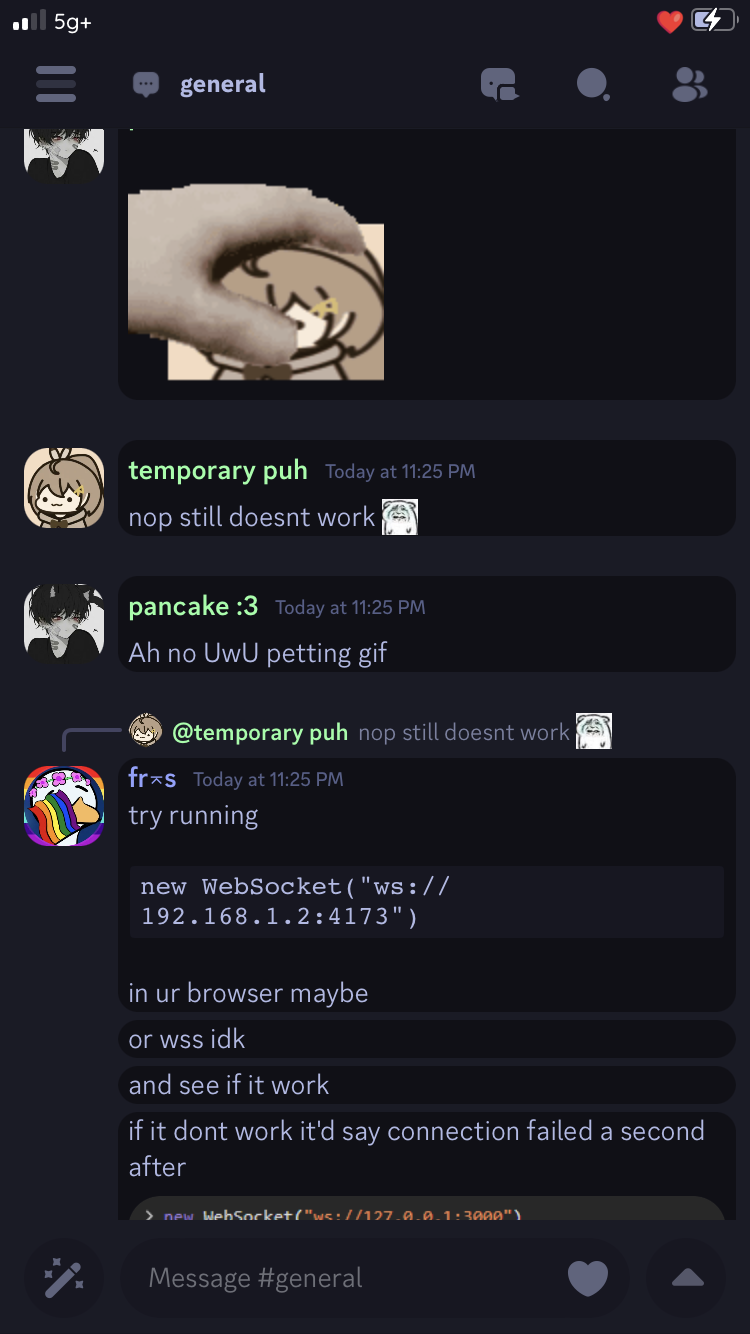 5g+
general
temporary puh Today at 11:25 PM
nop still doesnt work
pancake :3 Today at 11:25 PM
Ah no UwU petting gif
@temporary puh nop still doesnt work
fr⌅s Today at 11:25 PM
try running
new WebSocket("ws://
192.168.1.2:4173")
in ur browser maybe
or wss idk
and see if it work
if it dont work it'd say connection failed a second
after
> new WebSocket("ws://127.0.0.1:3000")
Message #general